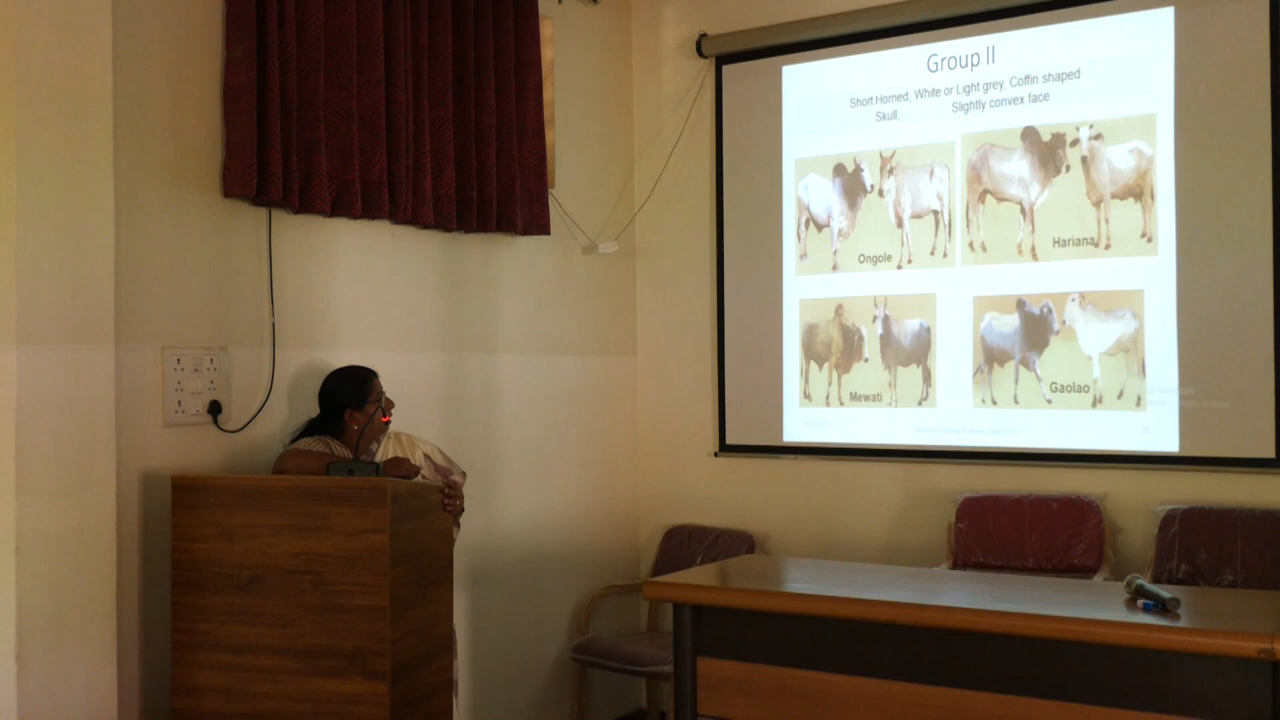 Group II
Short Horned, White or Light grey, Coffin shaped
Skull, Slightly convex face
Ongole
Hariana
Mewati
Gaolao